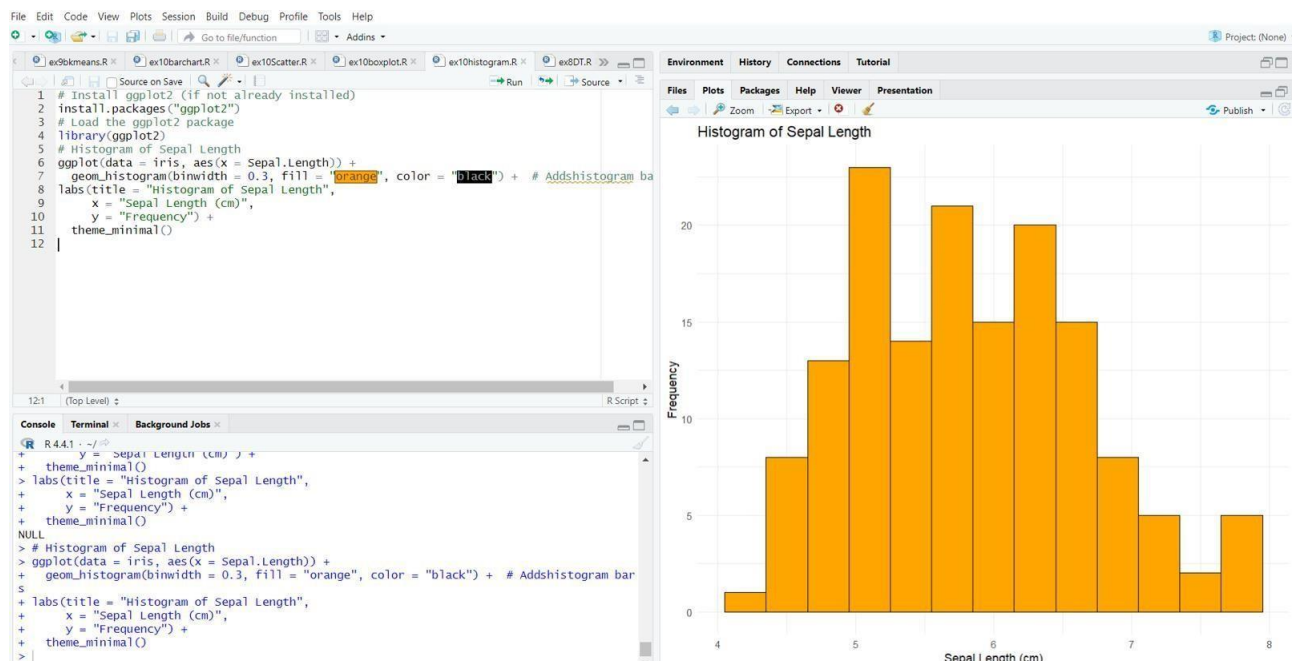 File Edit Code View Plots Session Build Debug Profile Tools Help
Go to file/function Addins
Project: (None)
ex9bkmeans.R ex10barchart.R ex10Scatter.R ex10boxplot.R ex10histogram.R ex8DT.R
Source on Save Run Source
1 # Install ggplot2 (if not already installed)
2 install.packages("ggplot2")
3 # Load the ggplot2 package
4 library(ggplot2)
5 # Histogram of Sepal Length
6 ggplot(data = iris, aes(x = Sepal.Length)) +
7 geom_histogram(binwidth = 0.3, fill = "orange", color = "black") + # Addshistogram ba
8 labs(title = "Histogram of Sepal Length",
9 x = "Sepal Length (cm)",
10 y = "Frequency") +
11 theme_minimal()
12
12:1 (Top Level) R Script
Console Terminal Background Jobs
R 4.4.1 · ~/
+ y = "Sepal Length (cm)") +
+ theme_minimal()
> labs(title = "Histogram of Sepal Length",
+ x = "Sepal Length (cm)",
+ y = "Frequency") +
+ theme_minimal()
NULL
> # Histogram of Sepal Length
> ggplot(data = iris, aes(x = Sepal.Length)) +
+ geom_histogram(binwidth = 0.3, fill = "orange", color = "black") + # Addshistogram bar
s
+ labs(title = "Histogram of Sepal Length",
+ x = "Sepal Length (cm)",
+ y = "Frequency") +
+ theme_minimal()
>
Environment History Connections Tutorial
Files Plots Packages Help Viewer Presentation
Zoom Export Publish
Histogram of Sepal Length
Frequency
20
15
10
5
0
4 5 6 7 8
Sepal Length (cm)